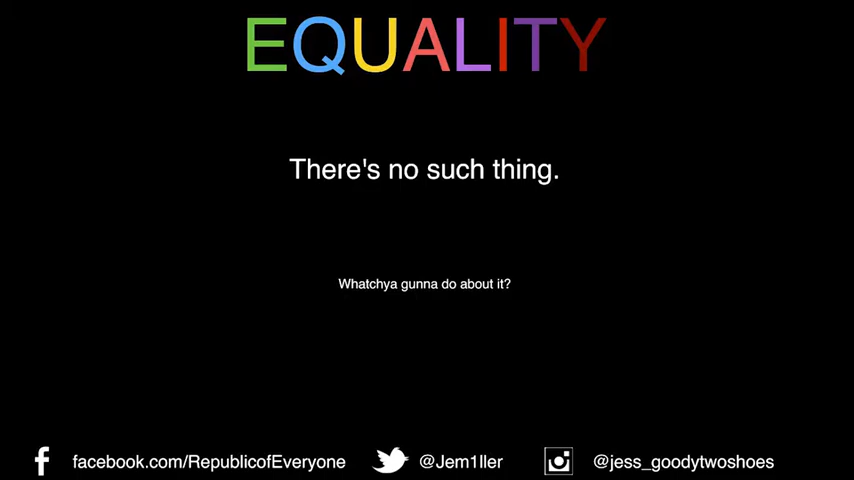 EQUALITY
There's no such thing.
Whatchya gunna do about it?
facebook.com/RepublicofEveryone @Jem1ller @jess_goodytwoshoes